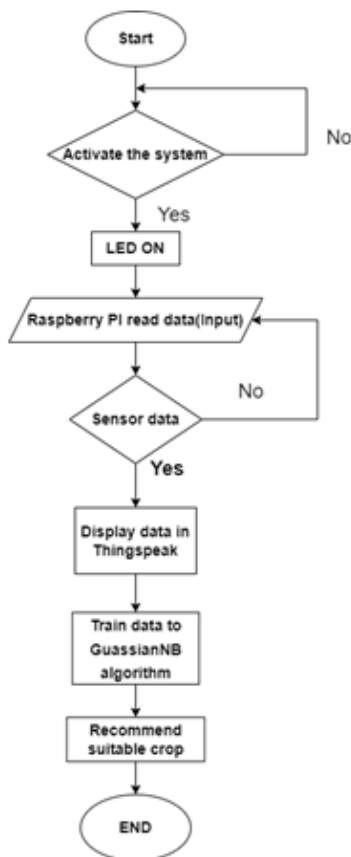 Start
Activate the system
No
Yes
LED ON
Raspberry PI read data(Input)
Sensor data
No
Yes
Display data in
Thingspeak
Train data to
GuassianNB
algorithm
Recommend
suitable crop
END